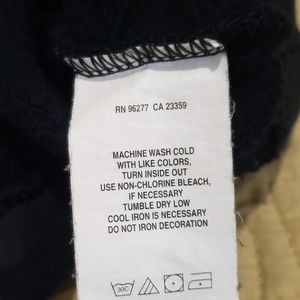 RN 96277 CA 23359
MACHINE WASH COLD
WITH LIKE COLORS,
TURN INSIDE OUT
USE NON-CHLORINE BLEACH,
IF NECESSARY
TUMBLE DRY LOW
COOL IRON IS NECESSARY
DO NOT IRON DECORATION
30C